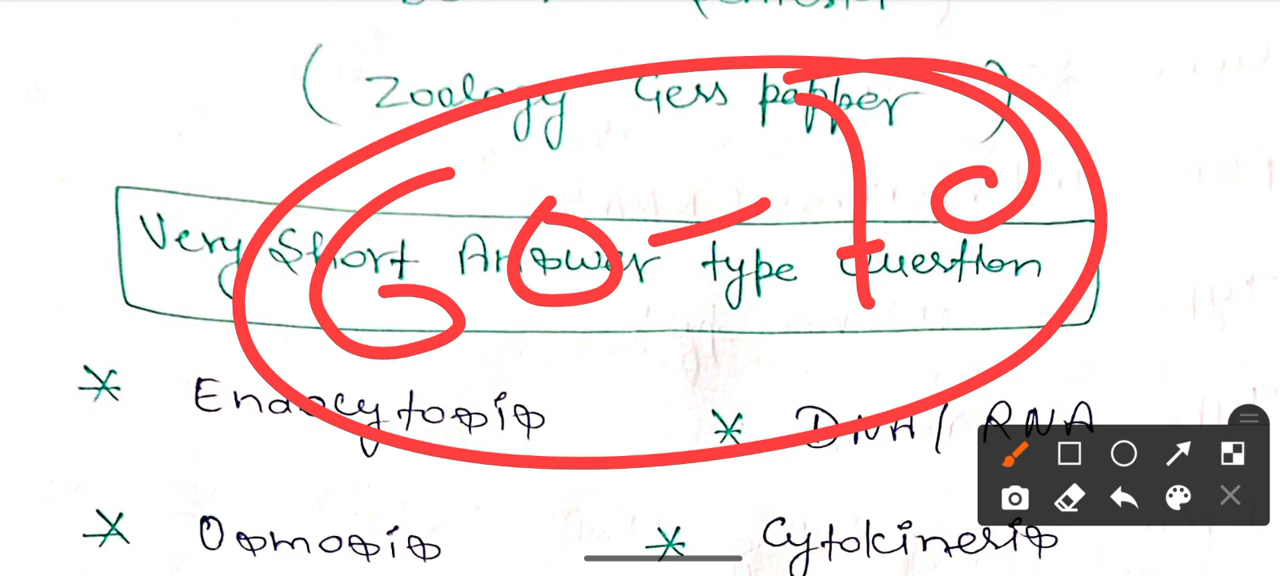 ( Zoology Gess papper )
60-70
Very Short Answer type Question
* Endocytosis * DNA / RNA
* Osmosis * Cytokinesis